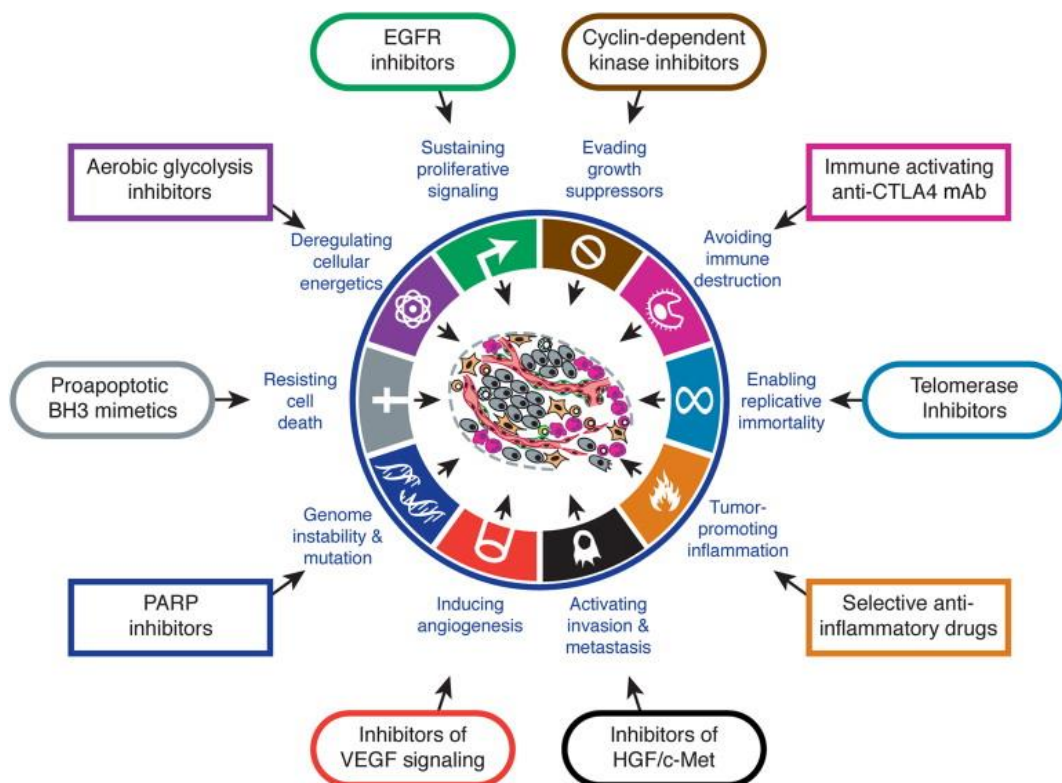 EGFR
inhibitors
Cyclin-dependent
kinase inhibitors
Sustaining
proliferative
signaling
Evading
growth
suppressors
Aerobic glycolysis
inhibitors
Immune activating
anti-CTLA4 mAb
Deregulating
cellular
energetics
Avoiding
immune
destruction
Proapoptotic
BH3 mimetics
Resisting
cell
death
Enabling
replicative
immortality
Telomerase
Inhibitors
Genome
instability &
mutation
Tumor-
promoting
inflammation
PARP
inhibitors
Inducing
angiogenesis
Activating
invasion &
metastasis
Selective anti-
inflammatory drugs
Inhibitors of
VEGF signaling
Inhibitors of
HGF/c-Met